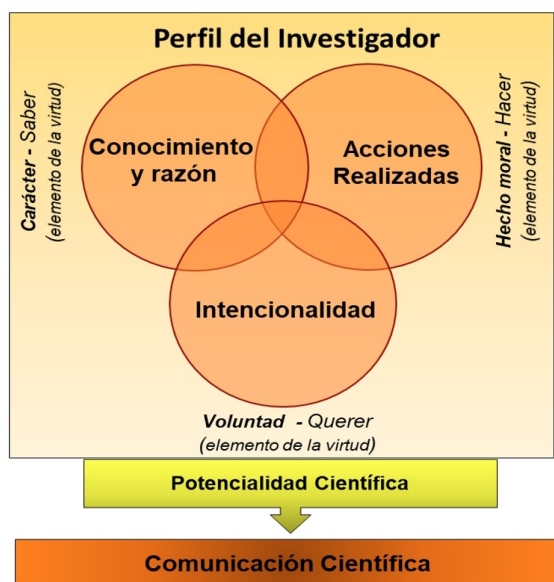 Perfil del Investigador
Carácter - Saber
(elemento de la virtud)
Conocimiento
y razón
Acciones
Realizadas
Hecho moral - Hacer
(elemento de la virtud)
Intencionalidad
Voluntad - Querer
(elemento de la virtud)
Potencialidad Científica
Comunicación Científica